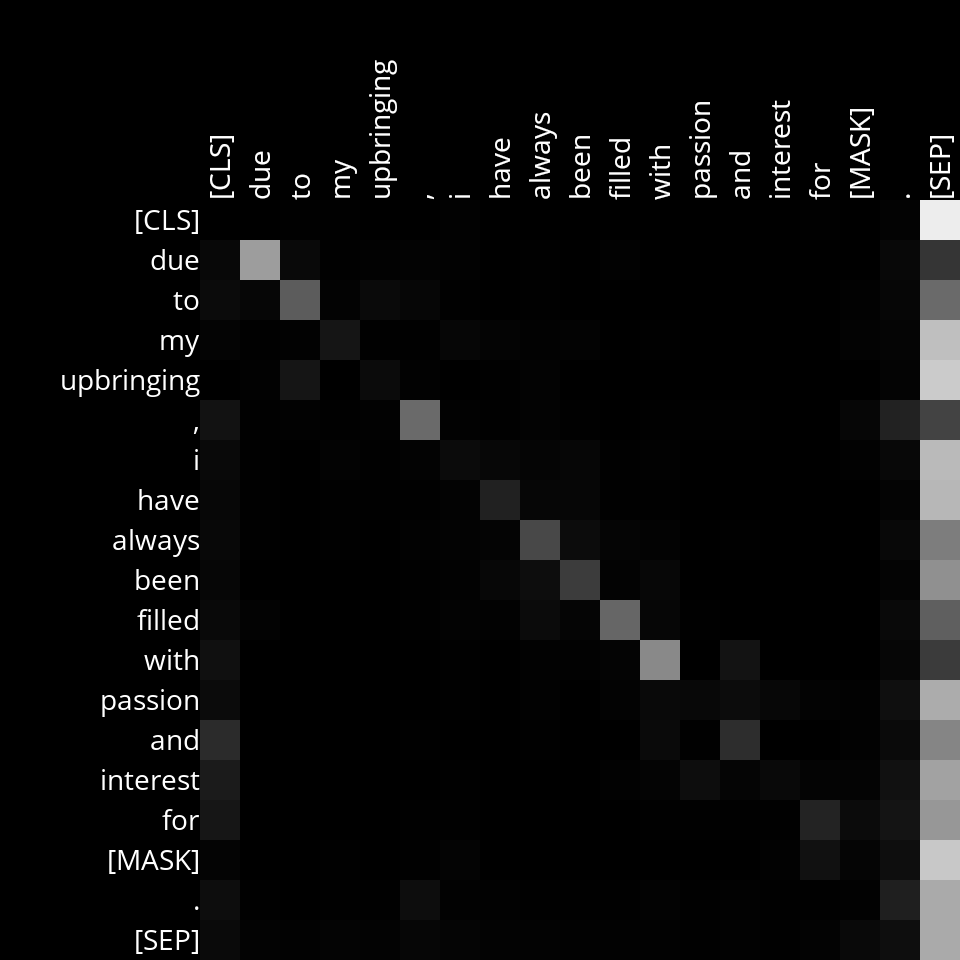 [CLS] due to my upbringing , i have always been filled with passion and interest for [MASK] . [SEP]
[CLS]
due
to
my
upbringing
,
i
have
always
been
filled
with
passion
and
interest
for
[MASK]
.
[SEP]